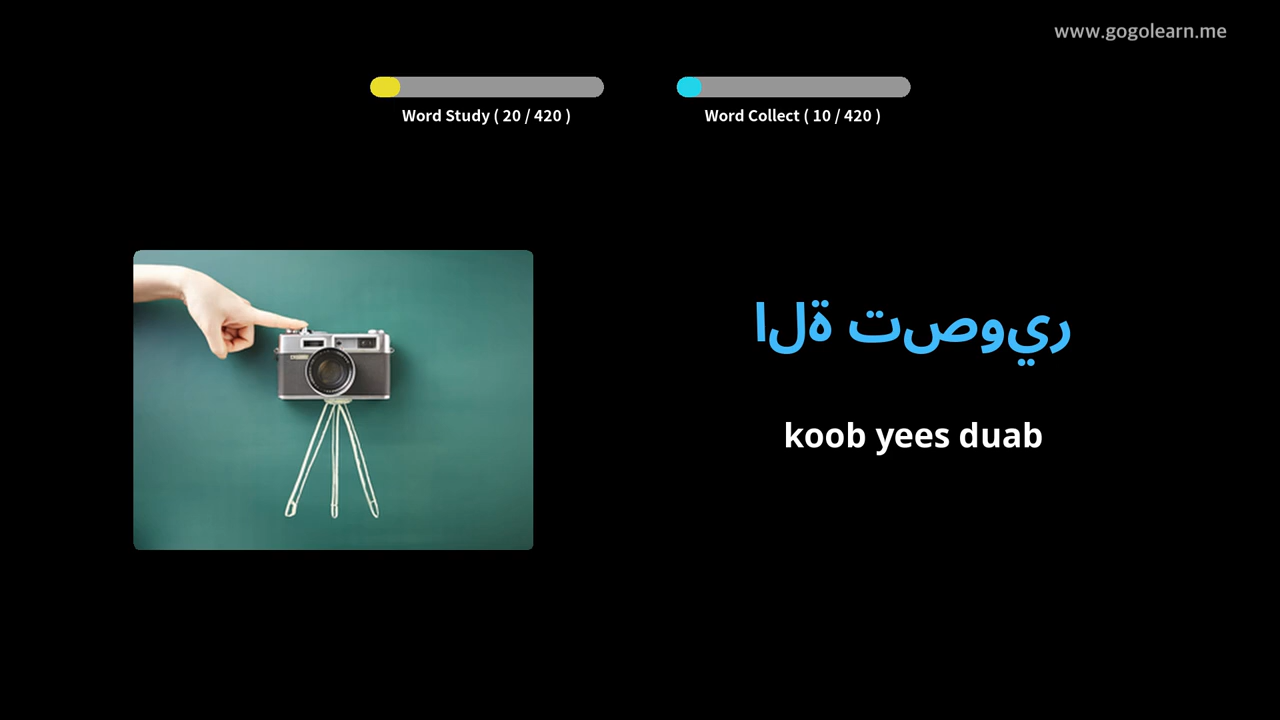 www.gogolearn.me
Word Study ( 20 / 420 )
Word Collect ( 10 / 420 )
الة تصوير
koob yees duab